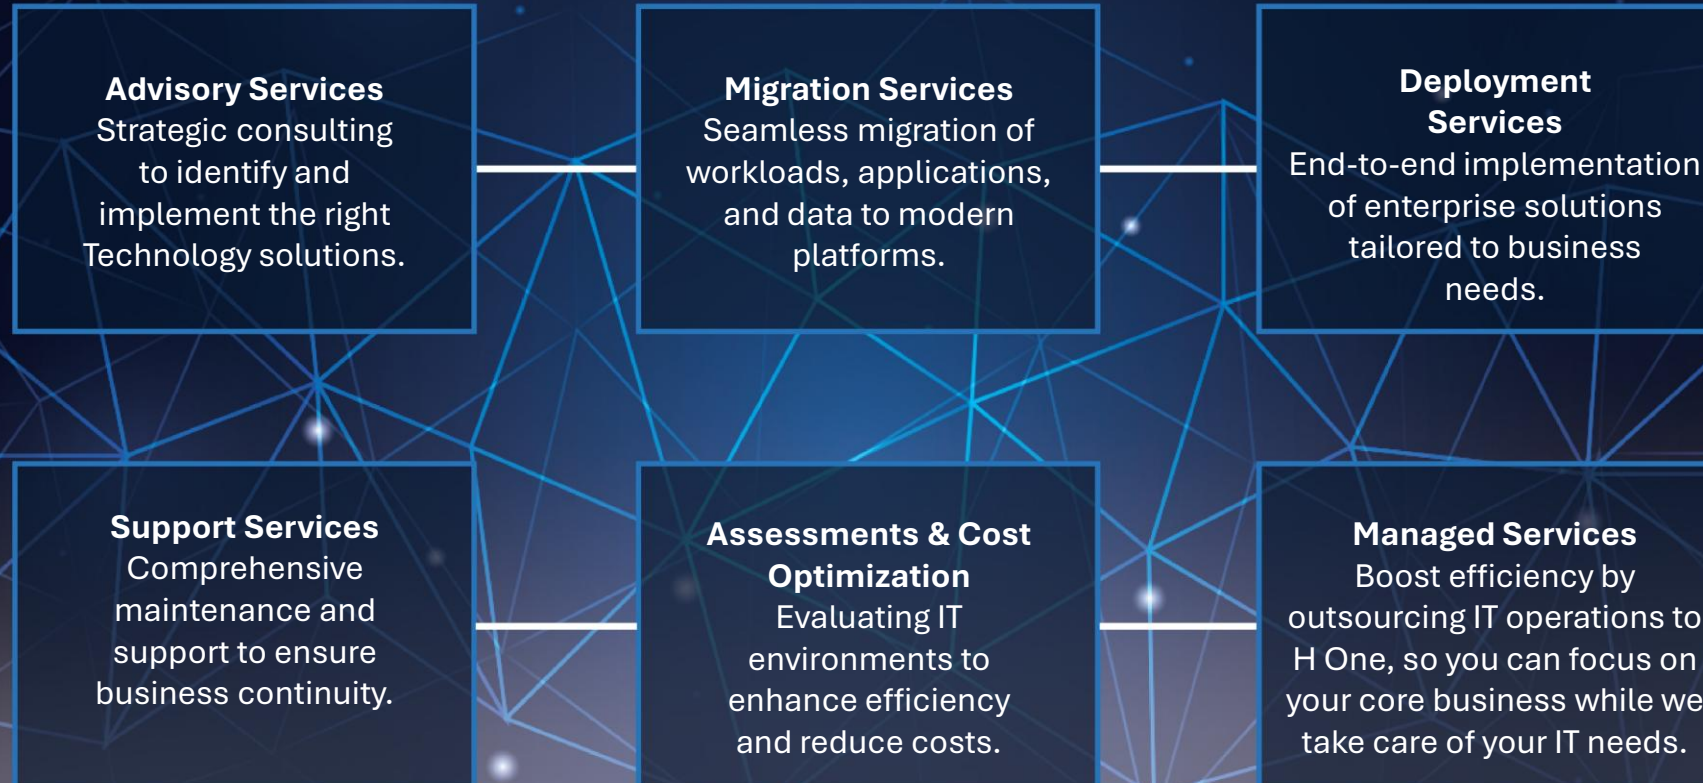 Advisory Services
Strategic consulting
to identify and
implement the right
Technology solutions.
Migration Services
Seamless migration of
workloads, applications,
and data to modern
platforms.
Deployment
Services
End-to-end implementation
of enterprise solutions
tailored to business
needs.
Support Services
Comprehensive
maintenance and
support to ensure
business continuity.
Assessments & Cost
Optimization
Evaluating IT
environments to
enhance efficiency
and reduce costs.
Managed Services
Boost efficiency by
outsourcing IT operations to
H One, so you can focus on
your core business while we
take care of your IT needs.